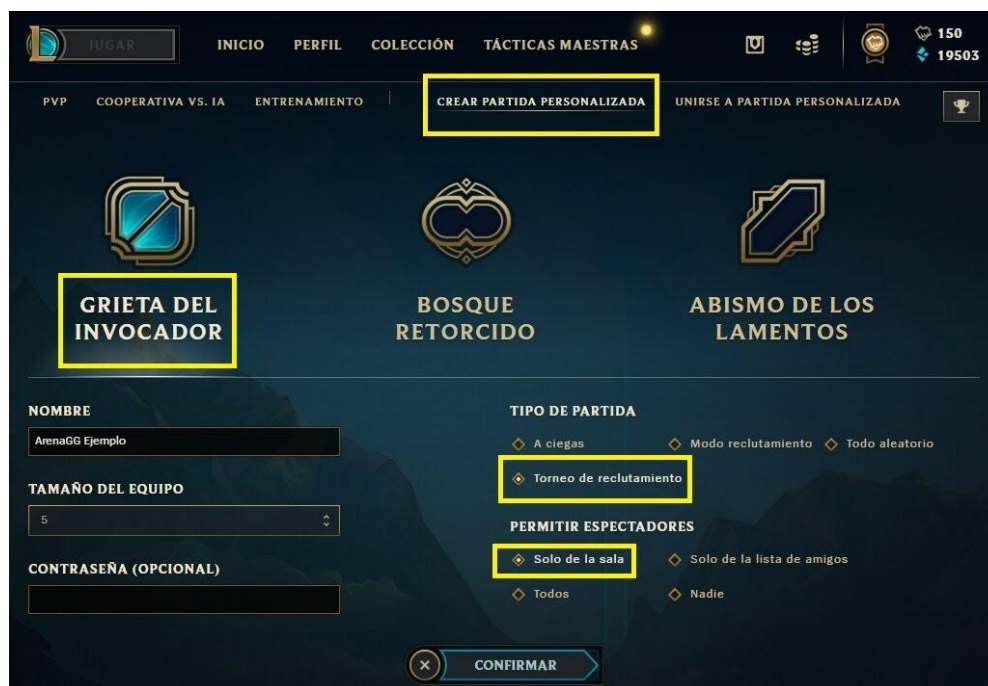 JUGAR INICIO PERFIL COLECCIÓN TÁCTICAS MAESTRAS 150
19503
PVP COOPERATIVA VS. IA ENTRENAMIENTO CREAR PARTIDA PERSONALIZADA UNIRSE A PARTIDA PERSONALIZADA
GRIETA DEL
INVOCADOR
BOSQUE
RETORCIDO
ABISMO DE LOS
LAMENTOS
NOMBRE
ArenaGG Ejemplo
TAMAÑO DEL EQUIPO
5
CONTRASEÑA (OPCIONAL)
TIPO DE PARTIDA
A ciegas Modo reclutamiento Todo aleatorio
Torneo de reclutamiento
PERMITIR ESPECTADORES
Solo de la sala Solo de la lista de amigos
Todos Nadie
CONFIRMAR